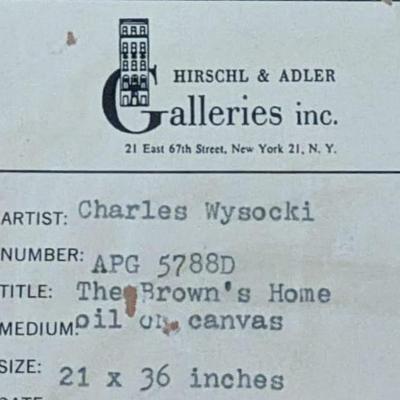 HIRSCHL & ADLER
Galleries inc.
21 East 67th Street, New York 21, N. Y.
ARTIST: Charles Wysocki
NUMBER: APG 5788D
TITLE: The Brown's Home
MEDIUM: oil on canvas
SIZE: 21 x 36 inches